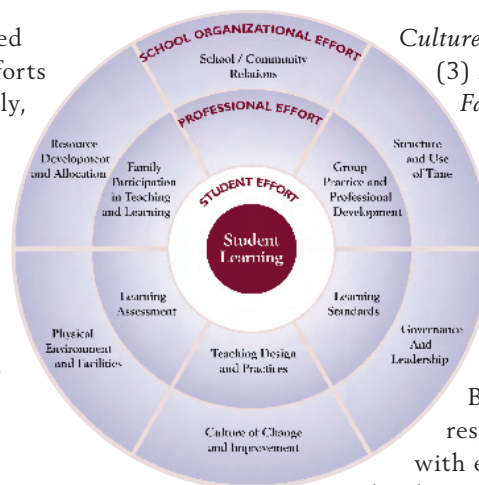 ed
forts
ly,
SCHOOL ORGANIZATIONAL EFFORT
School / Community
Relations
PROFESSIONAL EFFORT
STUDENT EFFORT
Student
Learning
Resource
Development
and Allocation
Family
Participation
in Teaching
and Learning
Group
Practice and
Professional
Development
Structure
and Use
of Time
Learning
Assessment
Learning
Standards
Physical
Environment
and Facilities
Teaching Design
and Practices
Governance
And
Leadership
Culture of Change
and Improvement
Culture
(3)
Fa
B
res
with e